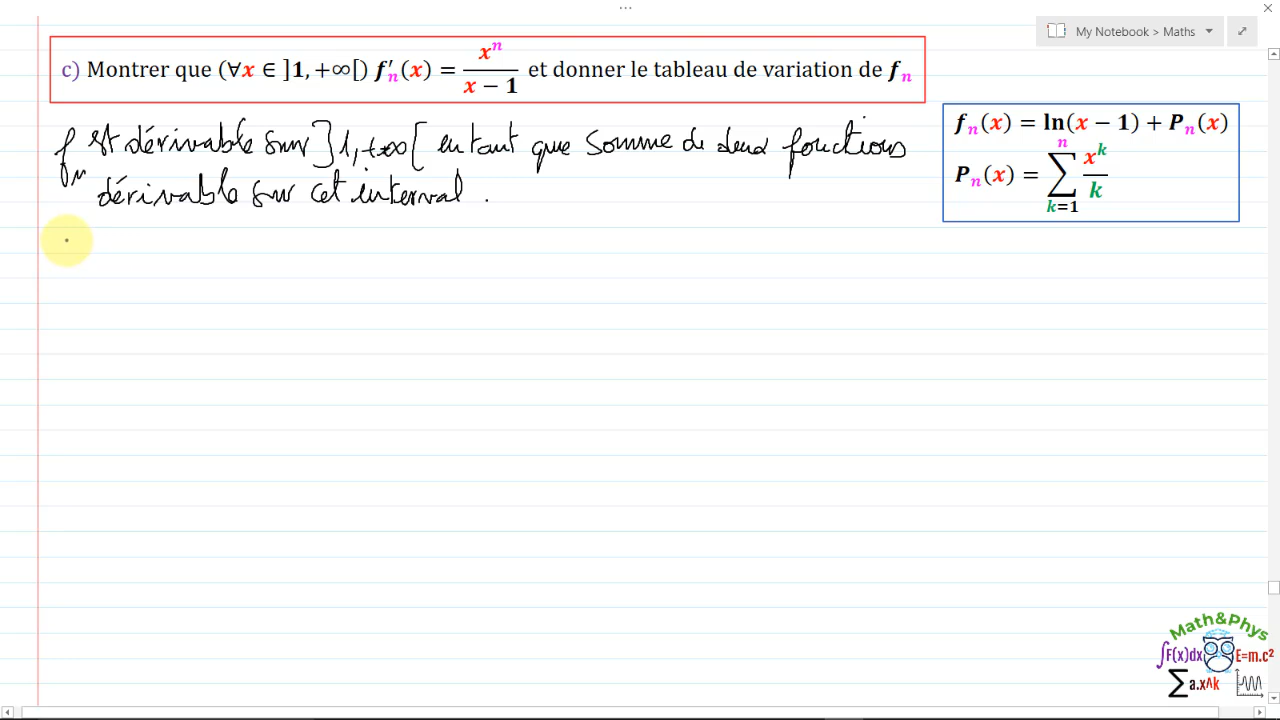 ...
My Notebook > Maths
c) Montrer que (∀x ∈ ]1, +∞[) f′ₙ(x) = xⁿ/(x − 1) et donner le tableau de variation de fₙ
fₙ est dérivable sur ]1, +∞[ en tant que Somme de deux fonctions
dérivable sur cet interval .
fₙ(x) = ln(x − 1) + Pₙ(x)
Pₙ(x) = ∑ₖ₌₁ⁿ xᵏ/k
Math&Phys
∫F(x)dx E=m.c²
∑a.x^k